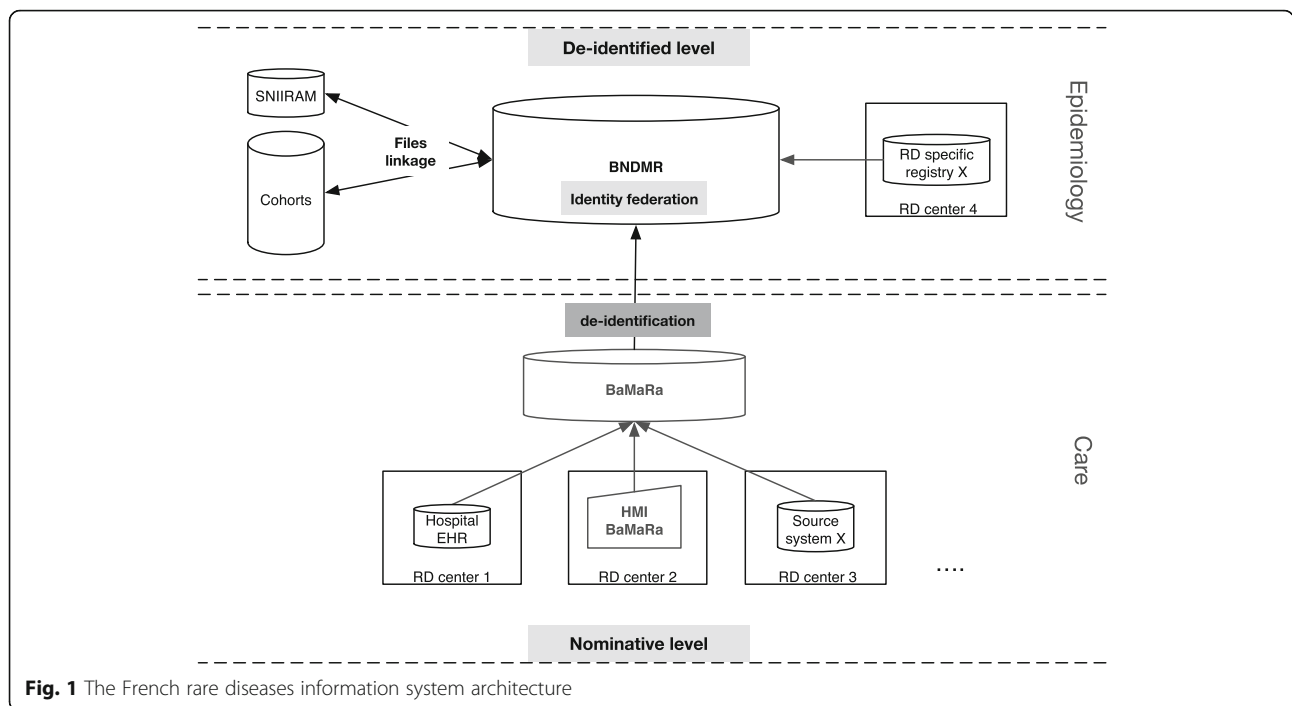 De-identified level
SNIIRAM
Files
linkage
Cohorts
BNDMR
Identity federation
RD specific
registry X
RD center 4
Epidemiology
de-identification
BaMaRa
Care
Hospital
EHR
RD center 1
HMI
BaMaRa
RD center 2
Source
system X
RD center 3
....
Nominative level
Fig. 1 The French rare diseases information system architecture